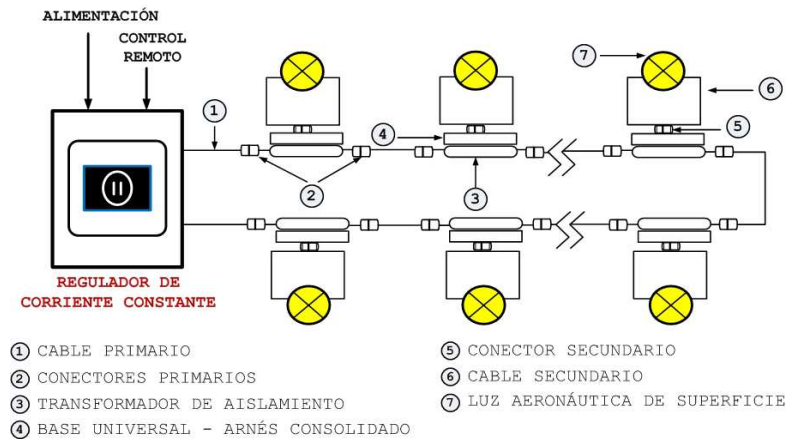 ALIMENTACIÓN
CONTROL
REMOTO
1
7
6
4
5
2
3
REGULADOR DE
CORRIENTE CONSTANTE
1 CABLE PRIMARIO
2 CONECTORES PRIMARIOS
3 TRANSFORMADOR DE AISLAMIENTO
4 BASE UNIVERSAL - ARNÉS CONSOLIDADO
5 CONECTOR SECUNDARIO
6 CABLE SECUNDARIO
7 LUZ AERONÁUTICA DE SUPERFICIE